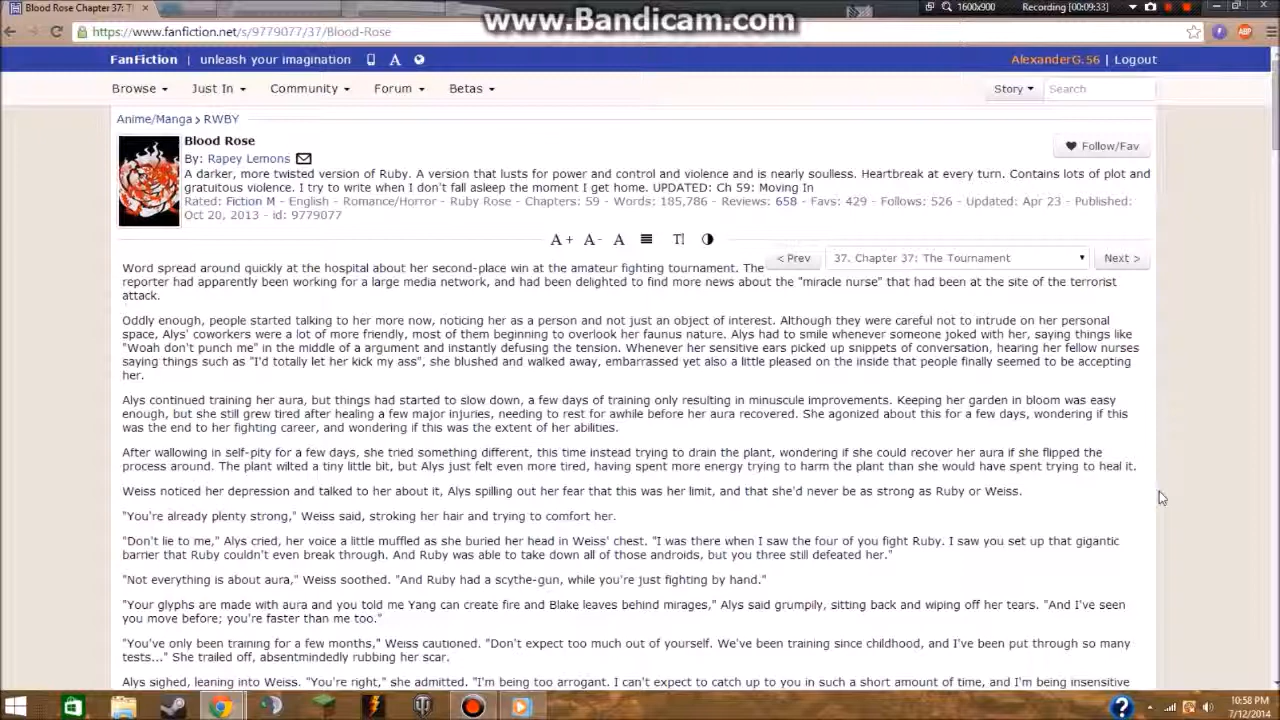 Blood Rose Chapter 37: T
www.Bandicam.com
1600x900
Recording [00:09:33]
https://www.fanfiction.net/s/9779077/37/Blood-Rose
ABP
FanFiction unleash your imagination A AlexanderG.56 | Logout
Browse Just In Community Forum Betas Story Search
Anime/Manga > RWBY
Blood Rose
By: Rapey Lemons
Follow/Fav
A darker, more twisted version of Ruby. A version that lusts for power and control and violence and is nearly soulless. Heartbreak at every turn. Contains lots of plot and
gratuitous violence. I try to write when I don't fall asleep the moment I get home. UPDATED: Ch 59: Moving In
Rated: Fiction M - English - Romance/Horror - Ruby Rose - Chapters: 59 - Words: 185,786 - Reviews: 658 - Favs: 429 - Follows: 526 - Updated: Apr 23 - Published:
Oct 20, 2013 - id: 9779077
A+ A- A
< Prev 37. Chapter 37: The Tournament Next >
Word spread around quickly at the hospital about her second-place win at the amateur fighting tournament. The
reporter had apparently been working for a large media network, and had been delighted to find more news about the "miracle nurse" that had been at the site of the terrorist
attack.
Oddly enough, people started talking to her more now, noticing her as a person and not just an object of interest. Although they were careful not to intrude on her personal
space, Alys' coworkers were a lot of more friendly, most of them beginning to overlook her faunus nature. Alys had to smile whenever someone joked with her, saying things like
"Woah don't punch me" in the middle of a argument and instantly defusing the tension. Whenever her sensitive ears picked up snippets of conversation, hearing her fellow nurses
saying things such as "I'd totally let her kick my ass", she blushed and walked away, embarrassed yet also a little pleased on the inside that people finally seemed to be accepting
her.
Alys continued training her aura, but things had started to slow down, a few days of training only resulting in minuscule improvements. Keeping her garden in bloom was easy
enough, but she still grew tired after healing a few major injuries, needing to rest for awhile before her aura recovered. She agonized about this for a few days, wondering if this
was the end to her fighting career, and wondering if this was the extent of her abilities.
After wallowing in self-pity for a few days, she tried something different, this time instead trying to drain the plant, wondering if she could recover her aura if she flipped the
process around. The plant wilted a tiny little bit, but Alys just felt even more tired, having spent more energy trying to harm the plant than she would have spent trying to heal it.
Weiss noticed her depression and talked to her about it, Alys spilling out her fear that this was her limit, and that she'd never be as strong as Ruby or Weiss.
"You're already plenty strong," Weiss said, stroking her hair and trying to comfort her.
"Don't lie to me," Alys cried, her voice a little muffled as she buried her head in Weiss' chest. "I was there when I saw the four of you fight Ruby. I saw you set up that gigantic
barrier that Ruby couldn't even break through. And Ruby was able to take down all of those androids, but you three still defeated her."
"Not everything is about aura," Weiss soothed. "And Ruby had a scythe-gun, while you're just fighting by hand."
"Your glyphs are made with aura and you told me Yang can create fire and Blake leaves behind mirages," Alys said grumpily, sitting back and wiping off her tears. "And I've seen
you move before; you're faster than me too."
"You've only been training for a few months," Weiss cautioned. "Don't expect too much out of yourself. We've been training since childhood, and I've been put through so many
tests..." She trailed off, absentmindedly rubbing her scar.
Alys sighed, leaning into Weiss. "You're right," she admitted. "I'm being too arrogant. I can't expect to catch up to you in such a short amount of time, and I'm being insensitive
10:58 PM
7/12/2014